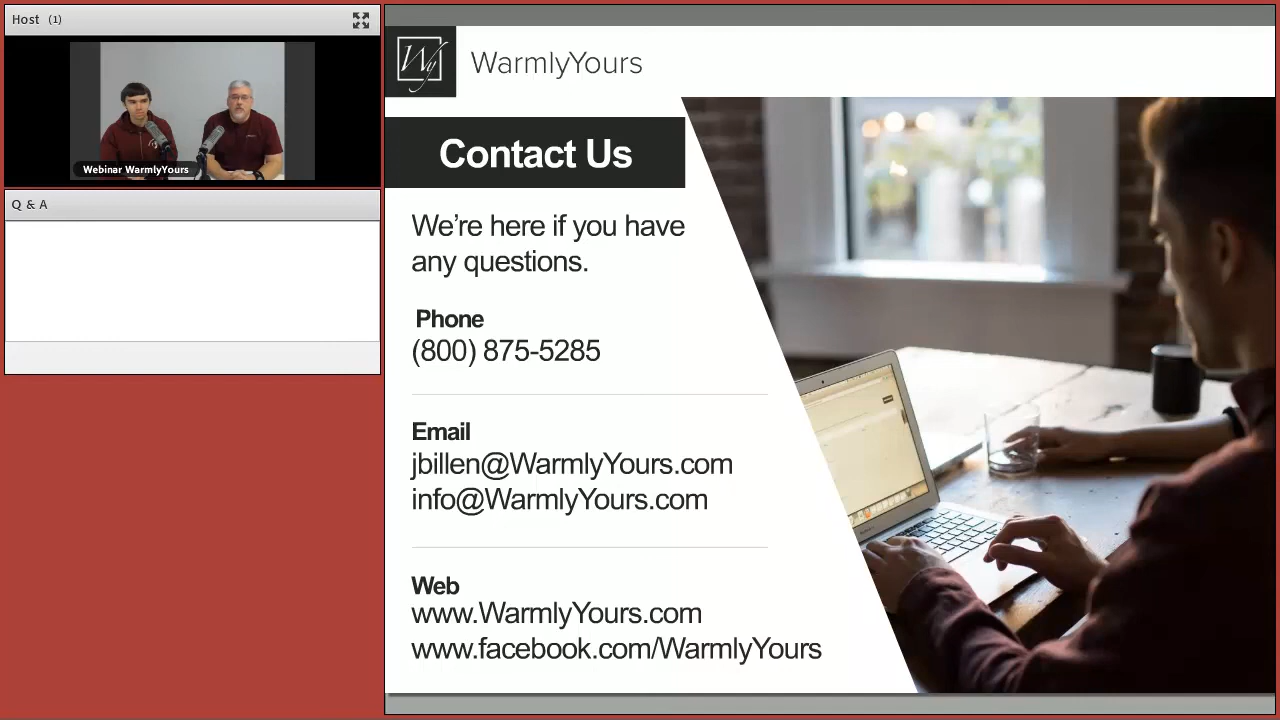 Host (1)
Webinar WarmlyYours
Q & A
Wy
WarmlyYours
Contact Us
We’re here if you have
any questions.
Phone
(800) 875-5285
Email
jbillen@WarmlyYours.com
info@WarmlyYours.com
Web
www.WarmlyYours.com
www.facebook.com/WarmlyYours